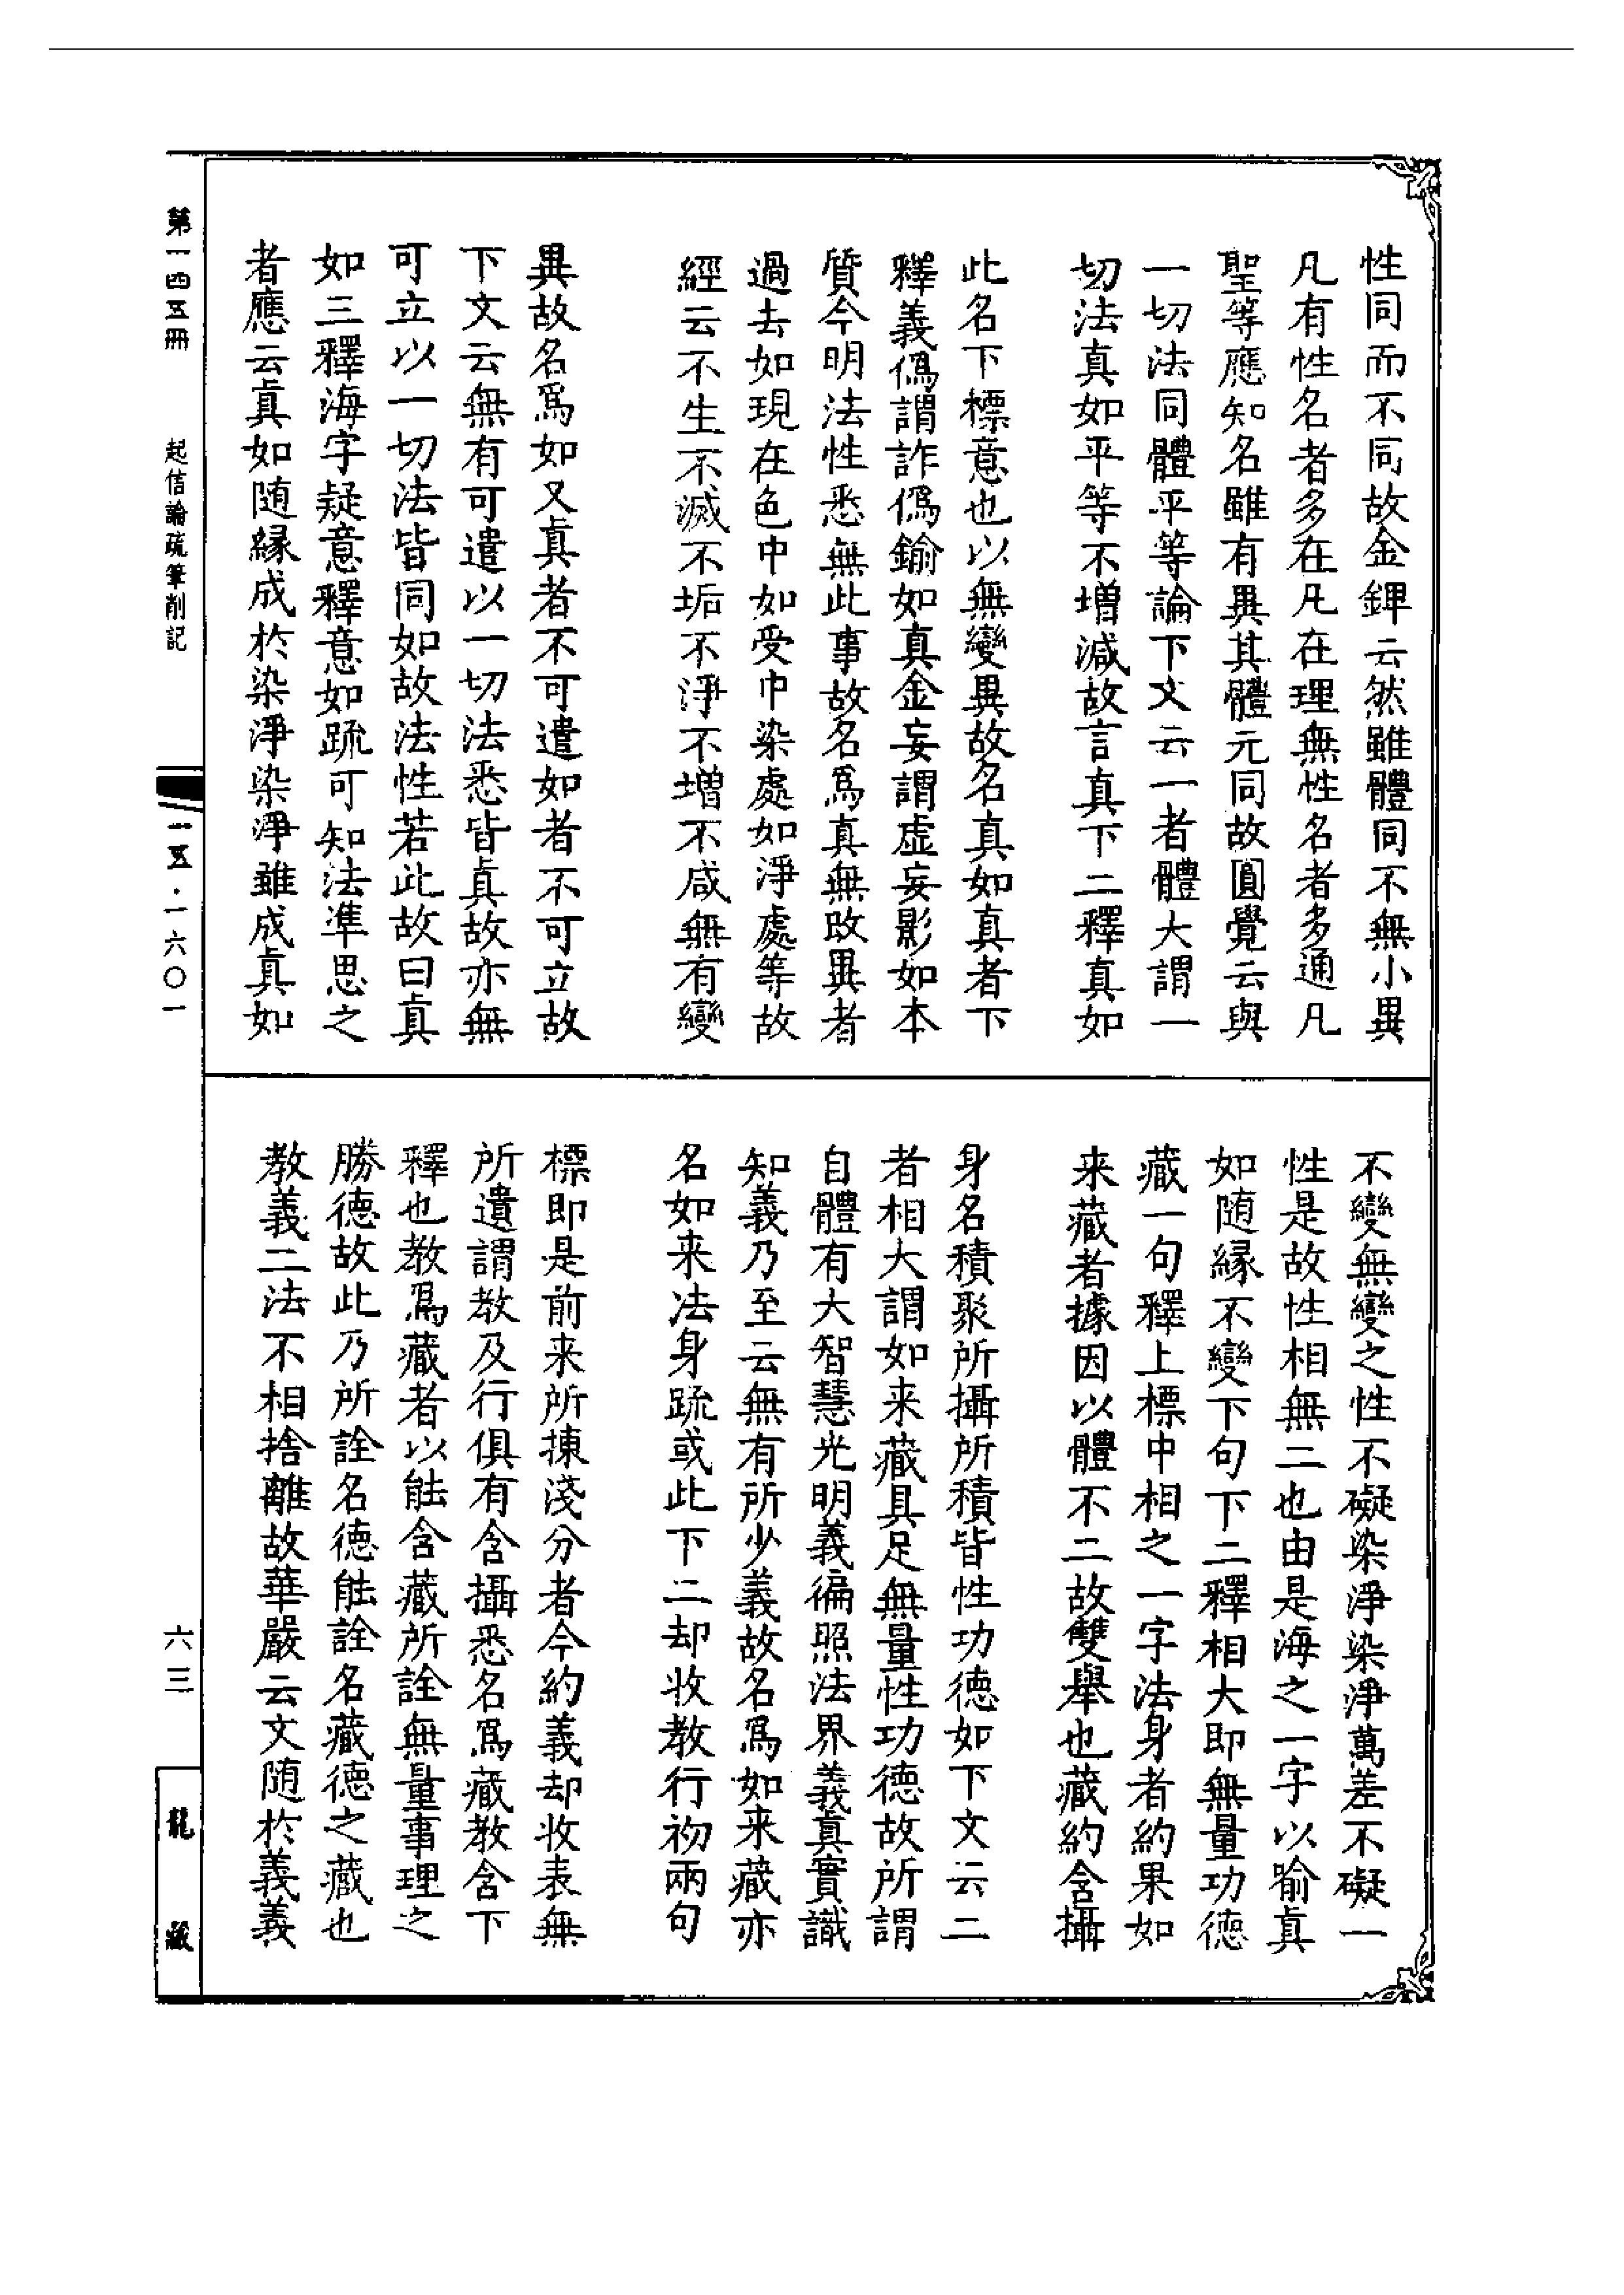 性同而不同故金錍云然雖體同不無小異
凡有性名者多在凡在理無性名者多通凡
聖等應知名雖有異其體元同故圓覺云與
一切法同體平等論下文云一者體大謂一
切法真如平等不增減故言真下二釋真如
此名下標意也以無變異故名真如真者下
釋義偽謂詐偽鍮如真金妄謂虛妄影如本
質今明法性悉無此事故名爲真無改異者
過去如現在色中如受中染處如淨處等故
經云不生不滅不垢不淨不增不咸無有變
異故名爲如又真者不可遣如者不可立故
下文云無有可遣以一切法悉皆真故亦無
可立以一切法皆同如故法性若此故曰真
如三釋海字疑意釋意如䟽可知法準思之
者應云真如随縁成於染淨染淨雖成真如
不變無變之性不礙染淨染淨萬差不礙一
性是故性相無二也由是海之一字以喻真
如随縁不變下句下二釋相大即無量功德
藏一句釋上標中相之一字法身者約果如
来藏者據因以體不二故雙舉也藏約含攝
身名積聚所攝所積皆性功德如下文云二
者相大謂如来藏具足無量性功德故所謂
自體有大智慧光明義徧照法界義真實識
知義乃至云無有所少義故名爲如来藏亦
名如来法身䟽或此下二却收教行初兩句
標即是前来所揀淺分者今約義却收表無
所遺謂教及行俱有含攝悉名爲藏教含下
釋也教爲藏者以能含藏所詮無量事理之
勝德故此乃所詮名德能詮名藏德之藏也
教義二法不相捨離故華嚴云文随於義義
第一四五冊
起信論疏筆削記
一五·一六〇一
六三
龍藏